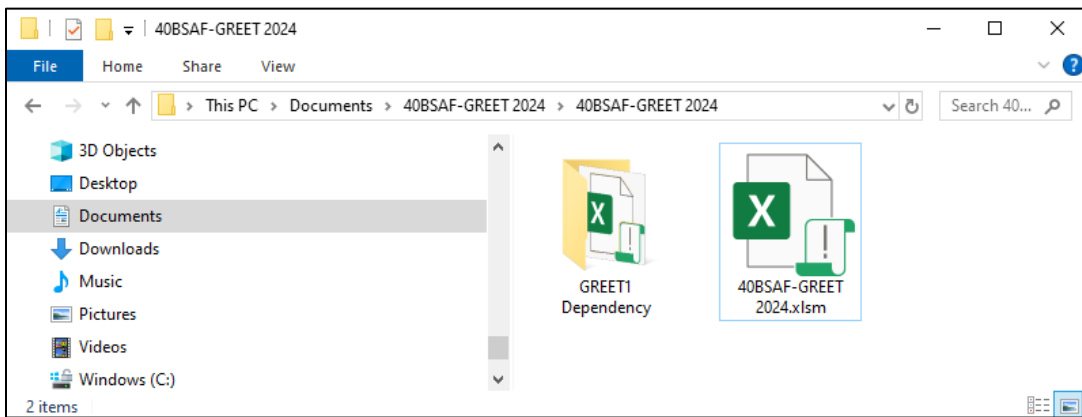 40BSAF-GREET 2024
File Home Share View
This PC > Documents > 40BSAF-GREET 2024 > 40BSAF-GREET 2024
Search 40...
3D Objects
Desktop
Documents
Downloads
Music
Pictures
Videos
Windows (C:)
GREET1
Dependency
40BSAF-GREET
2024.xlsm
2 items